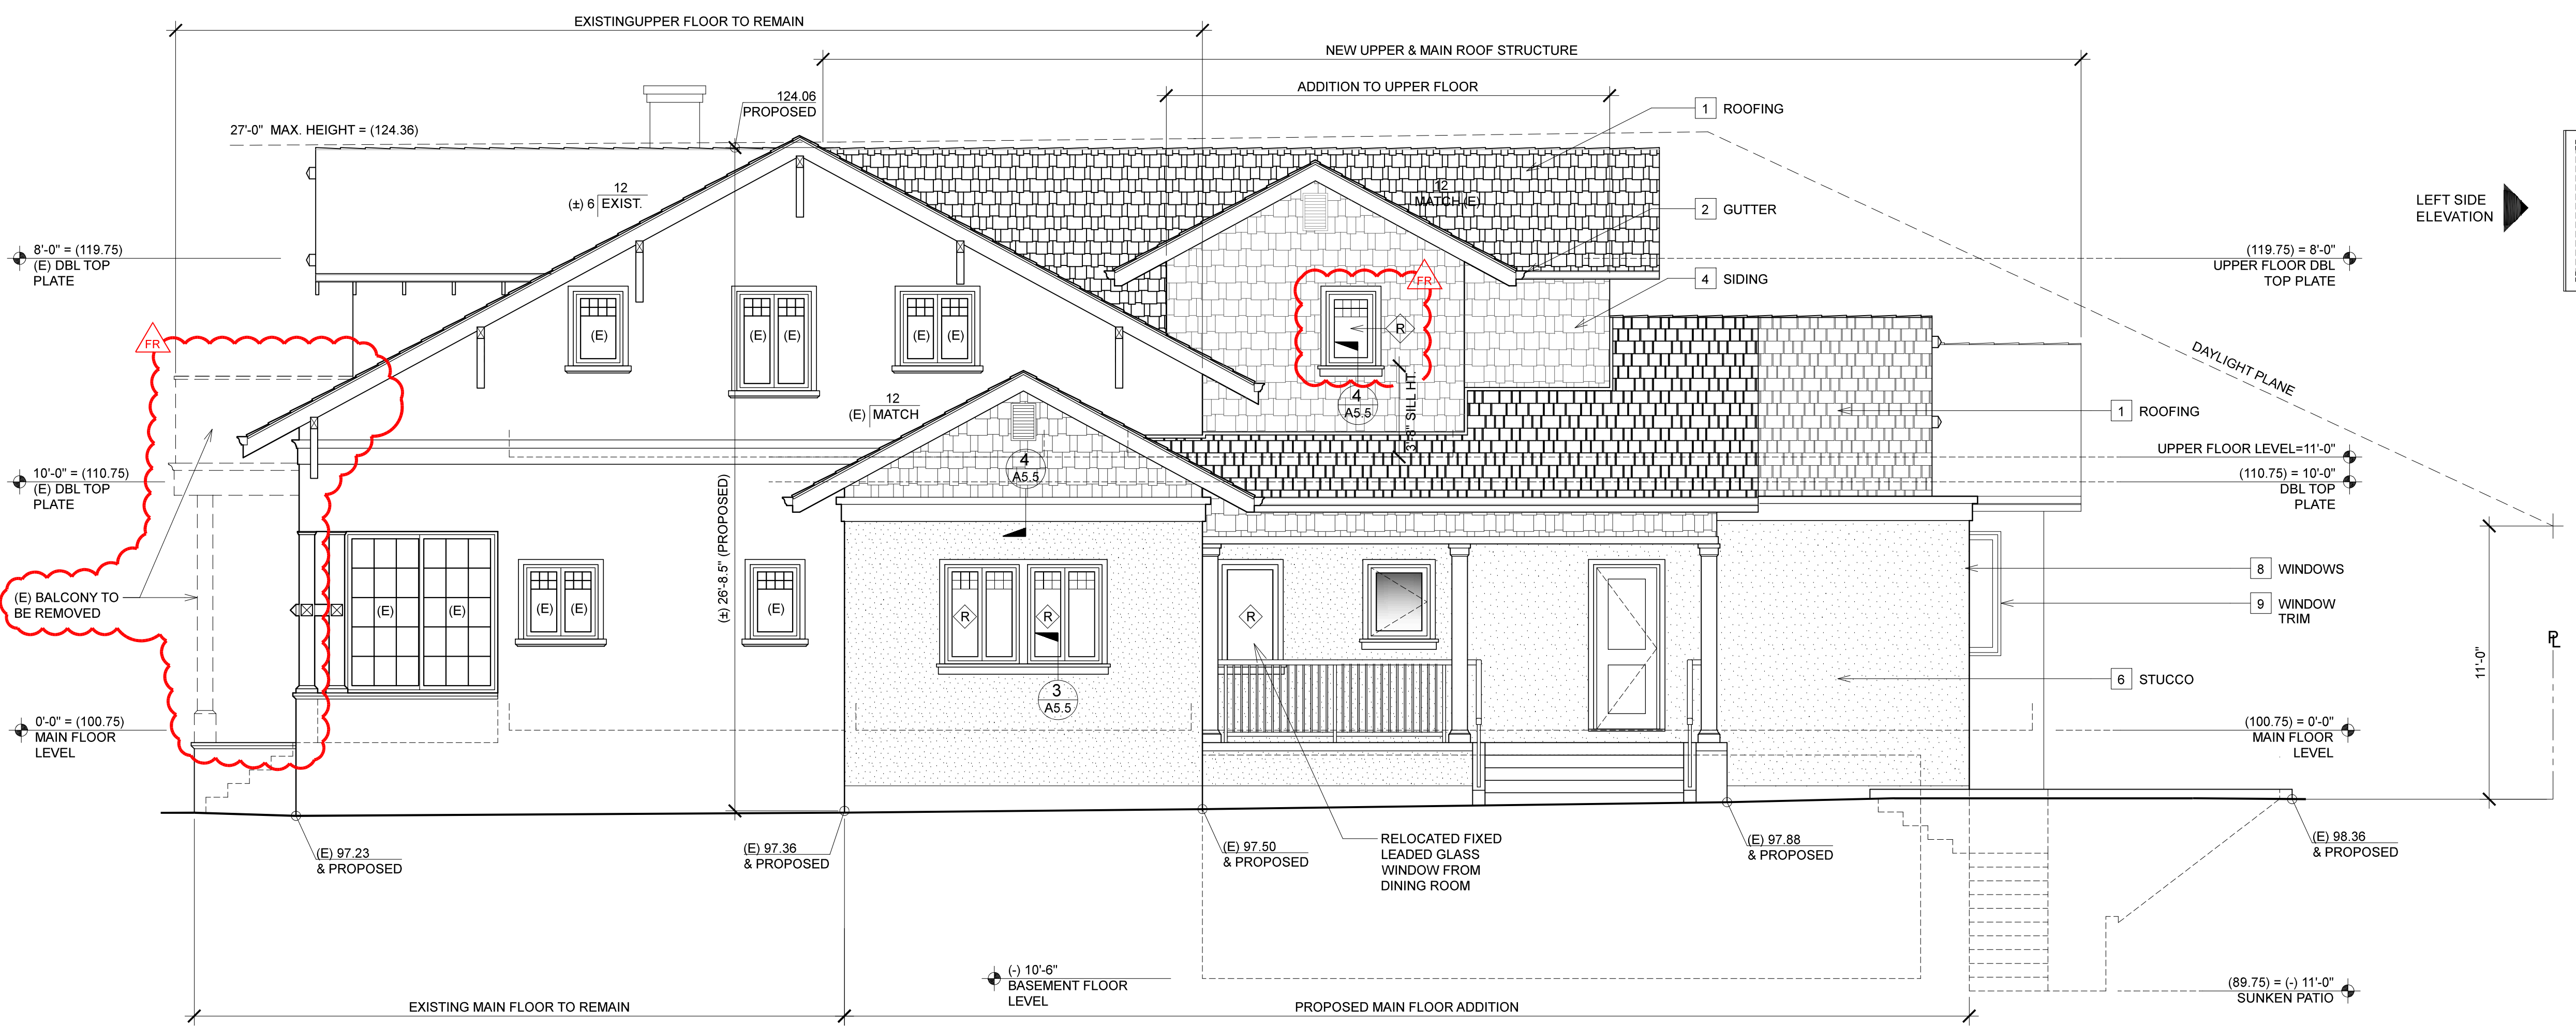 EXISTINGUPPER FLOOR TO REMAIN
NEW UPPER & MAIN ROOF STRUCTURE
ADDITION TO UPPER FLOOR
124.06
PROPOSED
1 ROOFING
27'-0" MAX. HEIGHT = (124.36)
12
(±) 6 EXIST.
12
MATCH (E)
2 GUTTER
LEFT SIDE
ELEVATION
8'-0" = (119.75)
(E) DBL TOP
PLATE
(119.75) = 8'-0"
UPPER FLOOR DBL
TOP PLATE
4 SIDING
FR
FR
(E)
(E) (E)
(E) (E)
R
DAYLIGHT PLANE
4
A5.5
3'-8" SILL HT.
12
(E) MATCH
1 ROOFING
UPPER FLOOR LEVEL=11'-0"
10'-0" = (110.75)
(E) DBL TOP
PLATE
(110.75) = 10'-0"
DBL TOP
PLATE
4
A5.5
(±) 26'-8.5" (PROPOSED)
8 WINDOWS
(E) BALCONY TO
BE REMOVED
(E) (E)
(E) (E)
(E)
R
R
R
9 WINDOW
TRIM
PL
11'-0"
6 STUCCO
3
A5.5
0'-0" = (100.75)
MAIN FLOOR
LEVEL
(100.75) = 0'-0"
MAIN FLOOR
LEVEL
(E) 97.23
& PROPOSED
(E) 97.36
& PROPOSED
(E) 97.50
& PROPOSED
RELOCATED FIXED
LEADED GLASS
WINDOW FROM
DINING ROOM
(E) 97.88
& PROPOSED
(E) 98.36
& PROPOSED
(-) 10'-6"
BASEMENT FLOOR
LEVEL
(89.75) = (-) 11'-0"
SUNKEN PATIO
EXISTING MAIN FLOOR TO REMAIN
PROPOSED MAIN FLOOR ADDITION